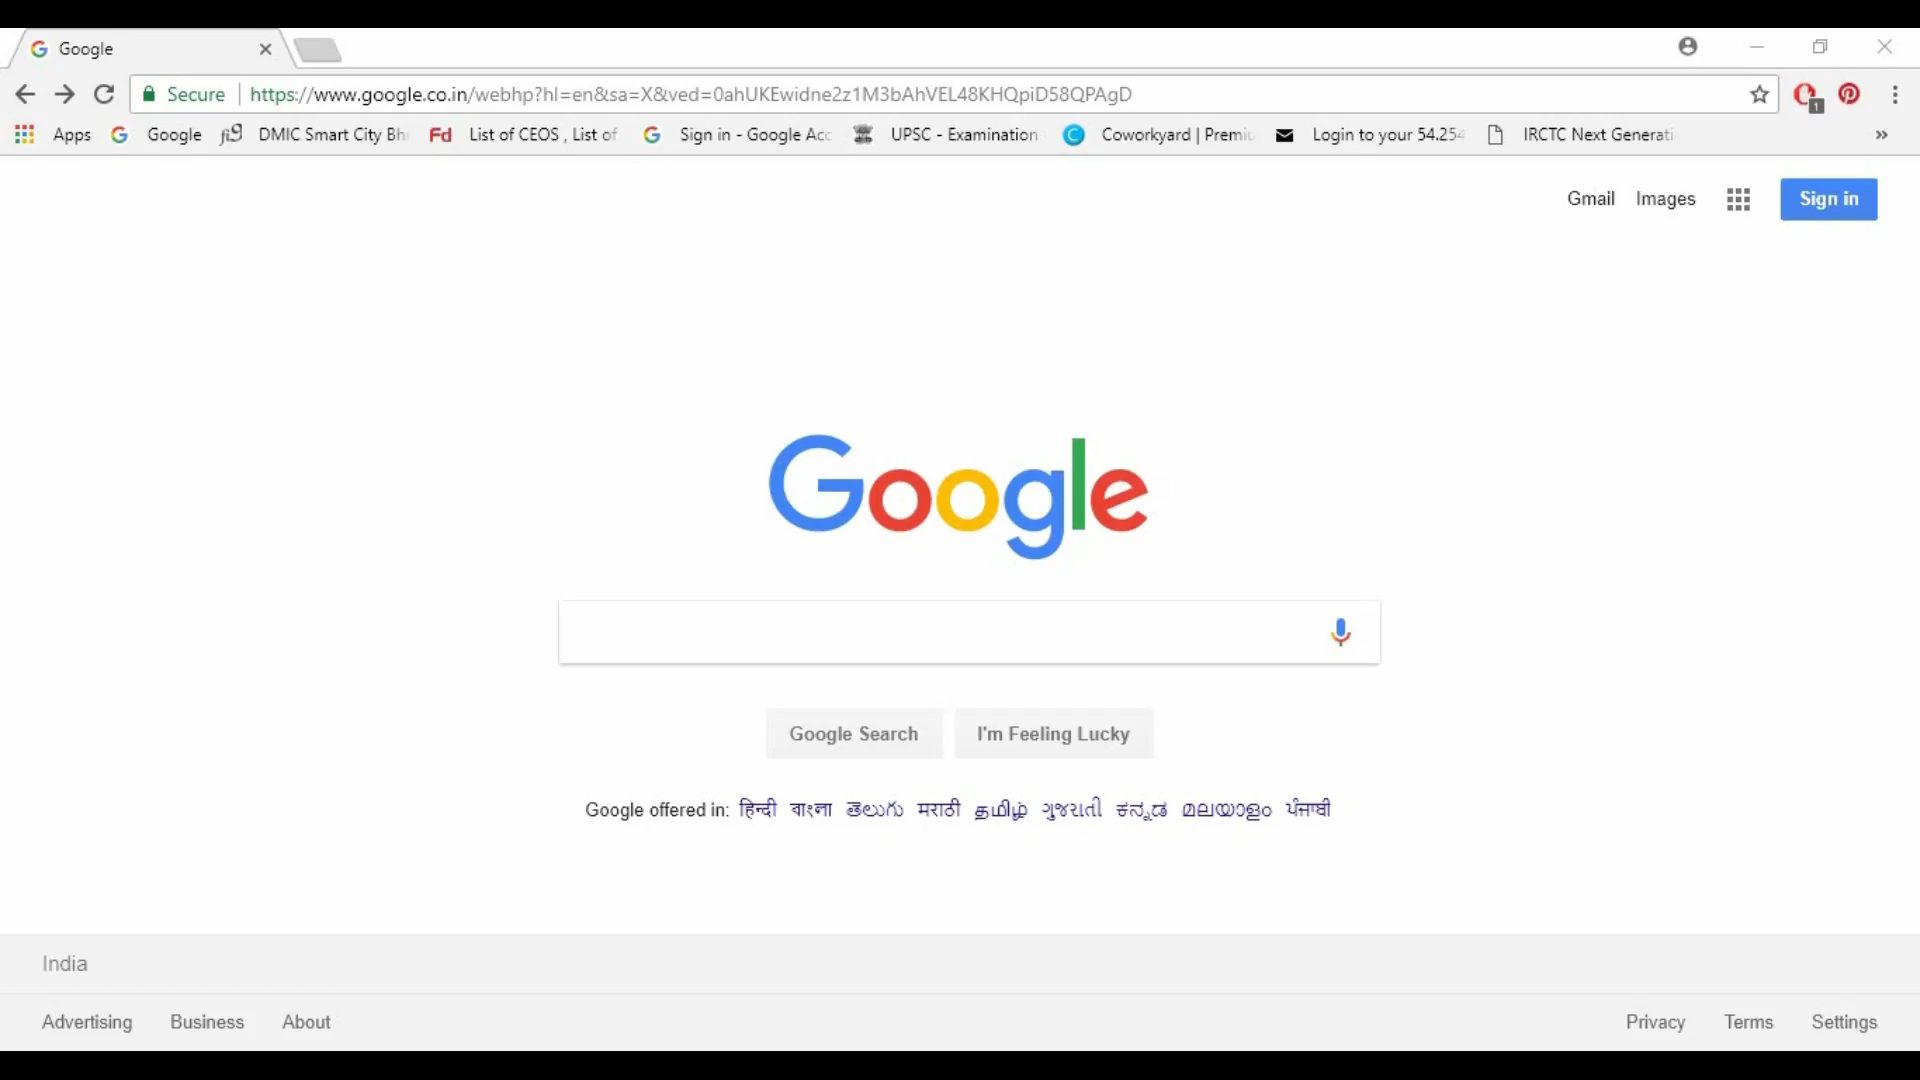 Google
Secure https://www.google.co.in/webhp?hl=en&sa=X&ved=0ahUKEwidne2z1M3bAhVEL48KHQpiD58QPAgD
1
Apps Google fi9 DMIC Smart City Bh Fd List of CEOS , List of Sign in - Google Acc UPSC - Examination Coworkyard | Premiu Login to your 54.254 IRCTC Next Generati »
Gmail Images Sign in
Google
Google Search I'm Feeling Lucky
Google offered in: हिन्दी বাংলা తెలుగు मराठी தமிழ் ગુજરાતી ಕನ್ನಡ മലയാളം ਪੰਜਾਬੀ
India
Advertising Business About Privacy Terms Settings